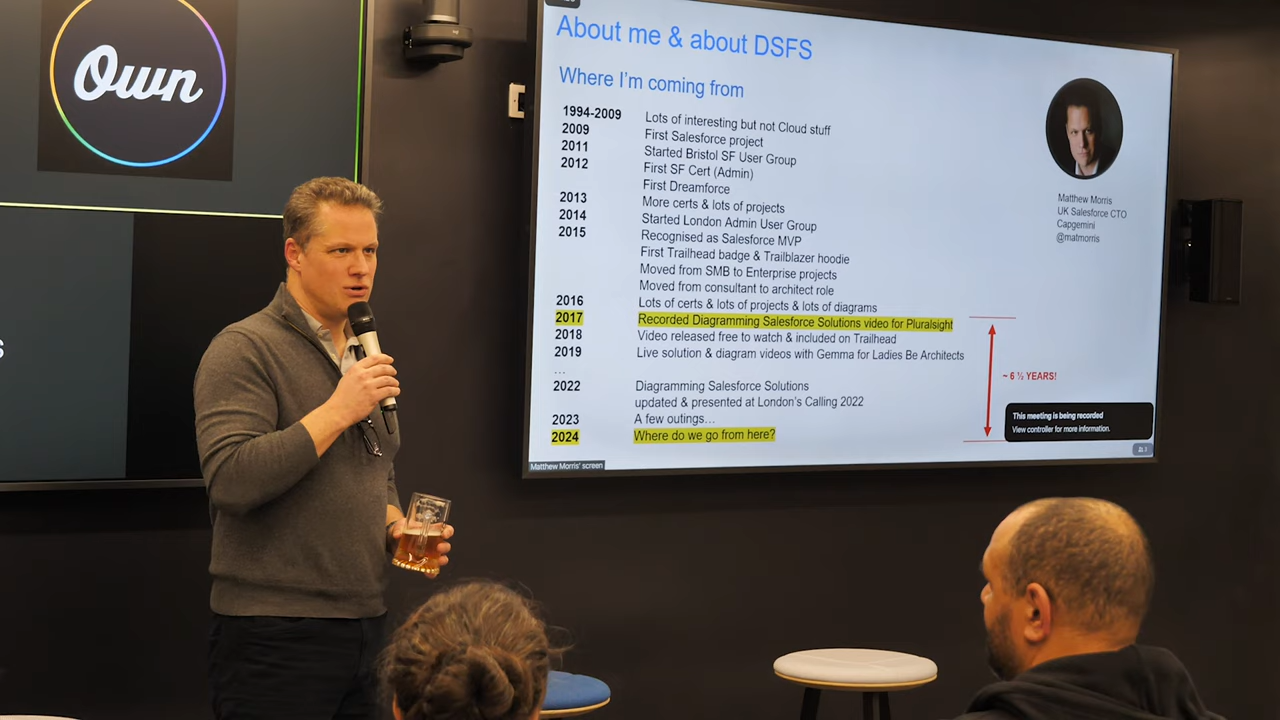 Own
s
About me & about DSFS
Where I'm coming from
1994-2009 Lots of interesting but not Cloud stuff
2009 First Salesforce project
2011 Started Bristol SF User Group
2012 First SF Cert (Admin)
First Dreamforce
2013 More certs & lots of projects
2014 Started London Admin User Group
2015 Recognised as Salesforce MVP
First Trailhead badge & Trailblazer hoodie
Moved from SMB to Enterprise projects
Moved from consultant to architect role
2016 Lots of certs & lots of projects & lots of diagrams
2017 Recorded Diagramming Salesforce Solutions video for Pluralsight
2018 Video released free to watch & included on Trailhead
2019 Live solution & diagram videos with Gemma for Ladies Be Architects
...
2022 Diagramming Salesforce Solutions
updated & presented at London's Calling 2022
2023 A few outings...
2024 Where do we go from here?
~ 6 ½ YEARS!
Matthew Morris
UK Salesforce CTO
Capgemini
@matmorris
This meeting is being recorded
View controller for more information.
Matthew Morris' screen